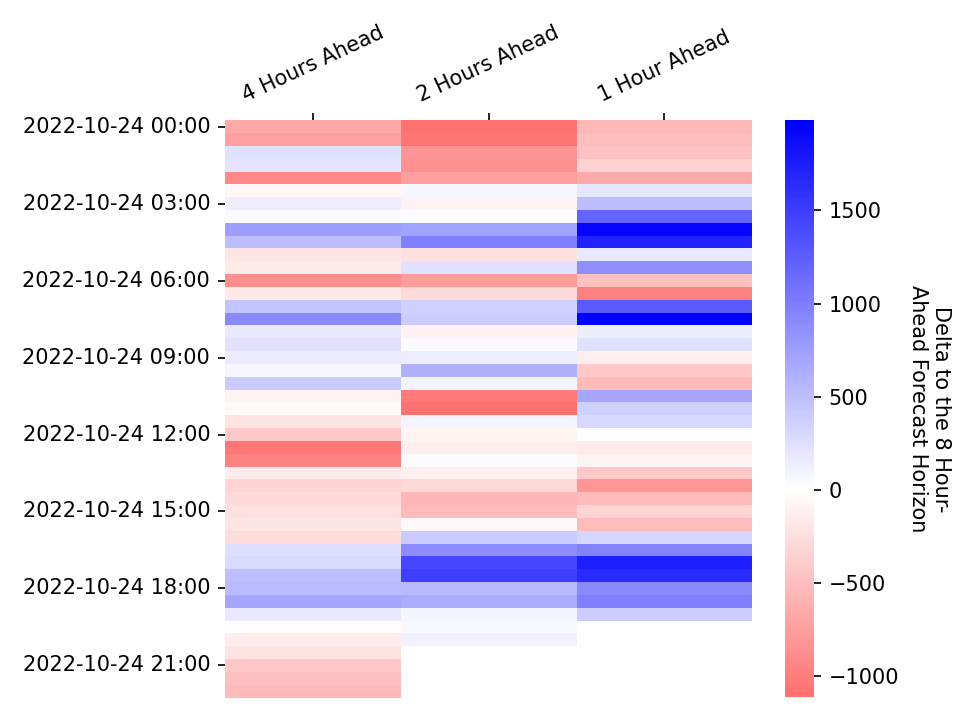 4 Hours Ahead
2 Hours Ahead
1 Hour Ahead
2022-10-24 00:00
2022-10-24 03:00
2022-10-24 06:00
2022-10-24 09:00
2022-10-24 12:00
2022-10-24 15:00
2022-10-24 18:00
2022-10-24 21:00
1500
1000
500
0
−500
−1000
Delta to the 8 Hour-
Ahead Forecast Horizon